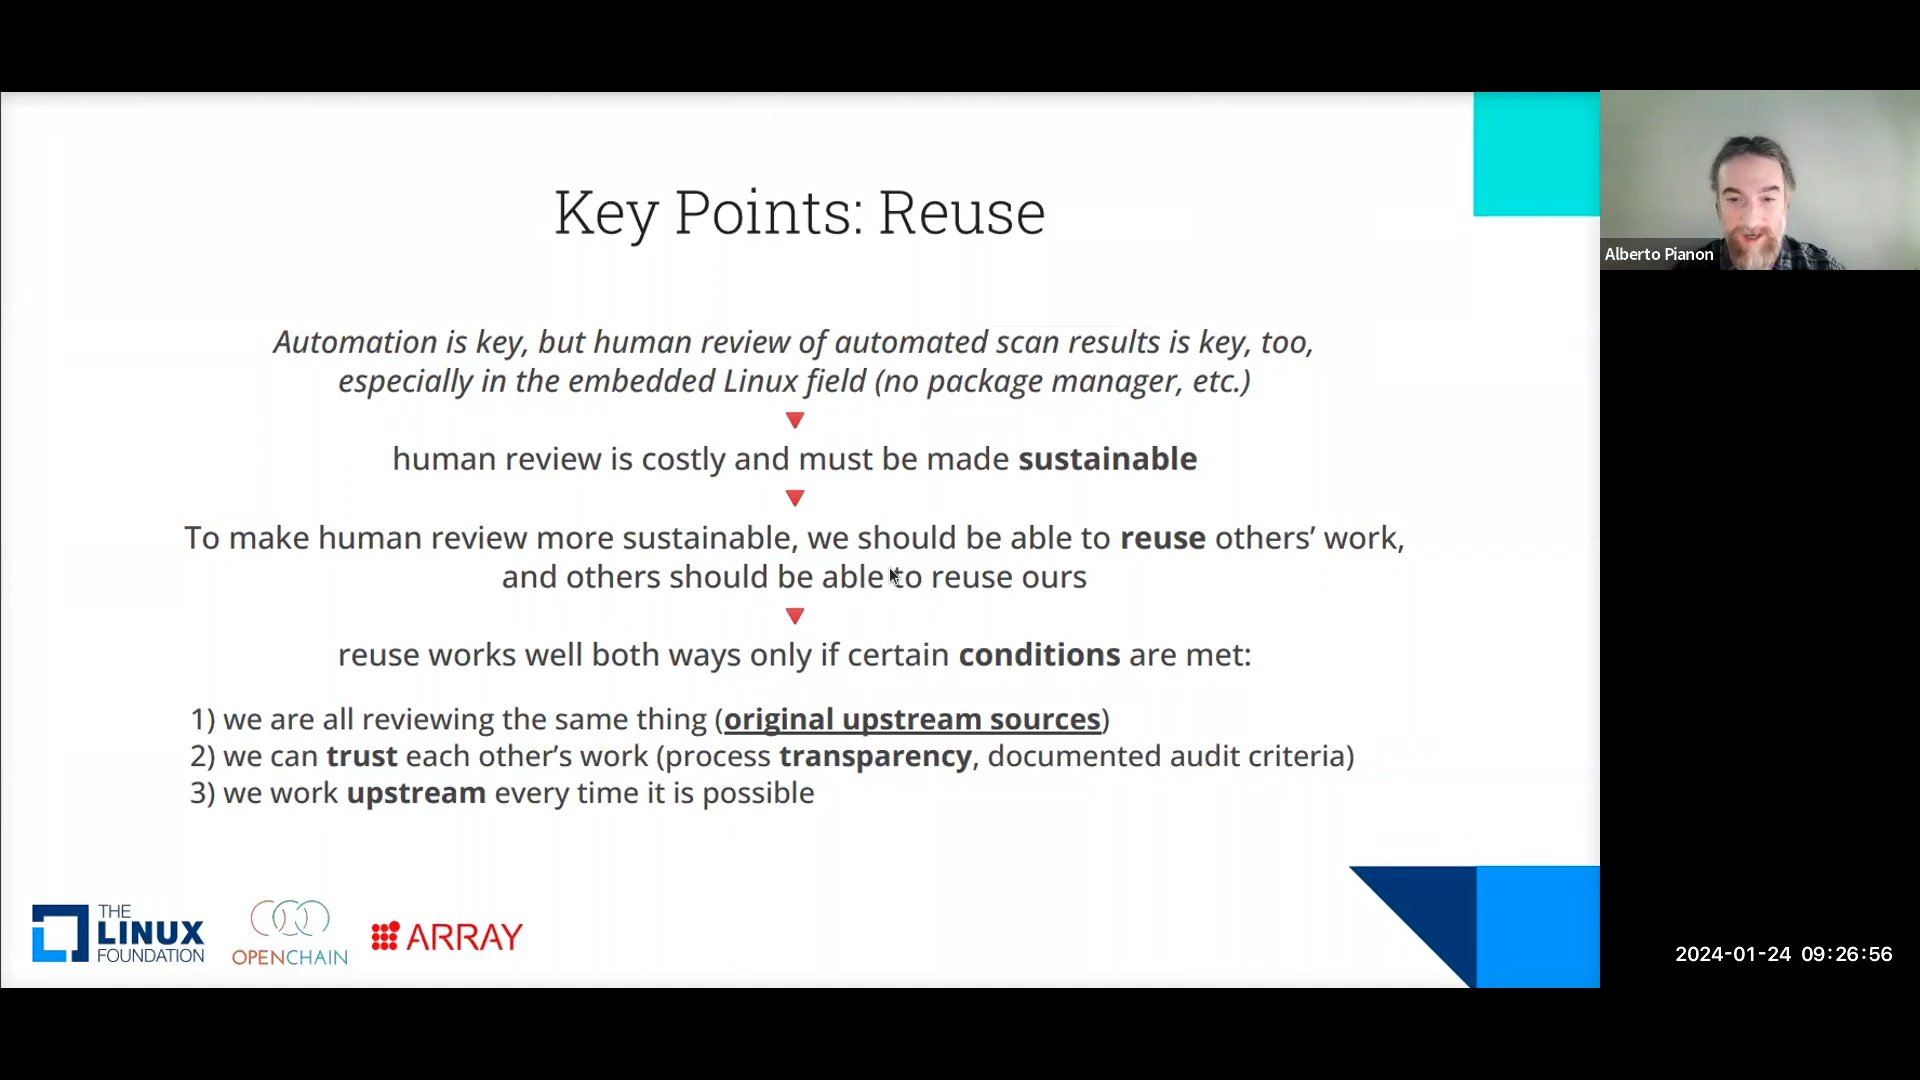 Key Points: Reuse
Automation is key, but human review of automated scan results is key, too,
especially in the embedded Linux field (no package manager, etc.)
human review is costly and must be made sustainable
To make human review more sustainable, we should be able to reuse others’ work,
and others should be able to reuse ours
reuse works well both ways only if certain conditions are met:
1) we are all reviewing the same thing (original upstream sources)
2) we can trust each other’s work (process transparency, documented audit criteria)
3) we work upstream every time it is possible
THE
LINUX
FOUNDATION
OPENCHAIN
ARRAY
Alberto Pianon
2024-01-24 09:26:56